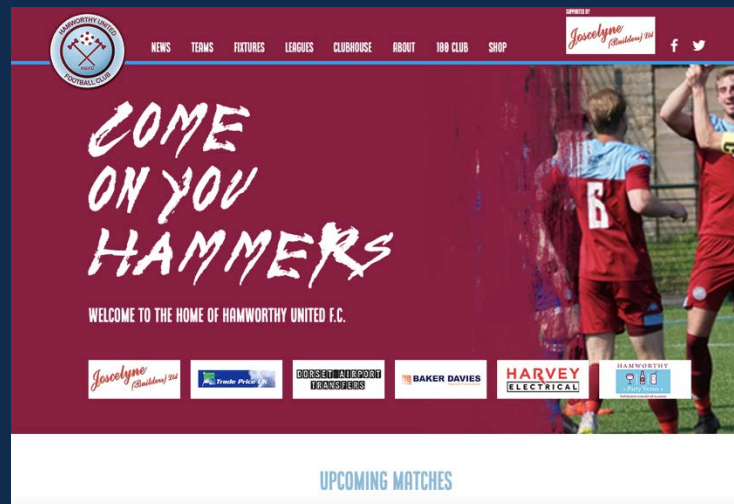 SUPPORTED BY
HAMWORTHY UNITED
H.U.F.C
FOOTBALL CLUB
NEWS TEAMS FIXTURES LEAGUES CLUBHOUSE ABOUT 100 CLUB SHOP
Joscelyne
(Builders) Ltd
COME
ON YOU
HAMMERS
6
WELCOME TO THE HOME OF HAMWORTHY UNITED F.C.
Joscelyne
(Builders) Ltd
Trade Price UK
DORSET AIRPORT
TRANSFERS
BAKER DAVIES
HARVEY
ELECTRICAL
HAMWORTHY
Party Venue
UPCOMING MATCHES